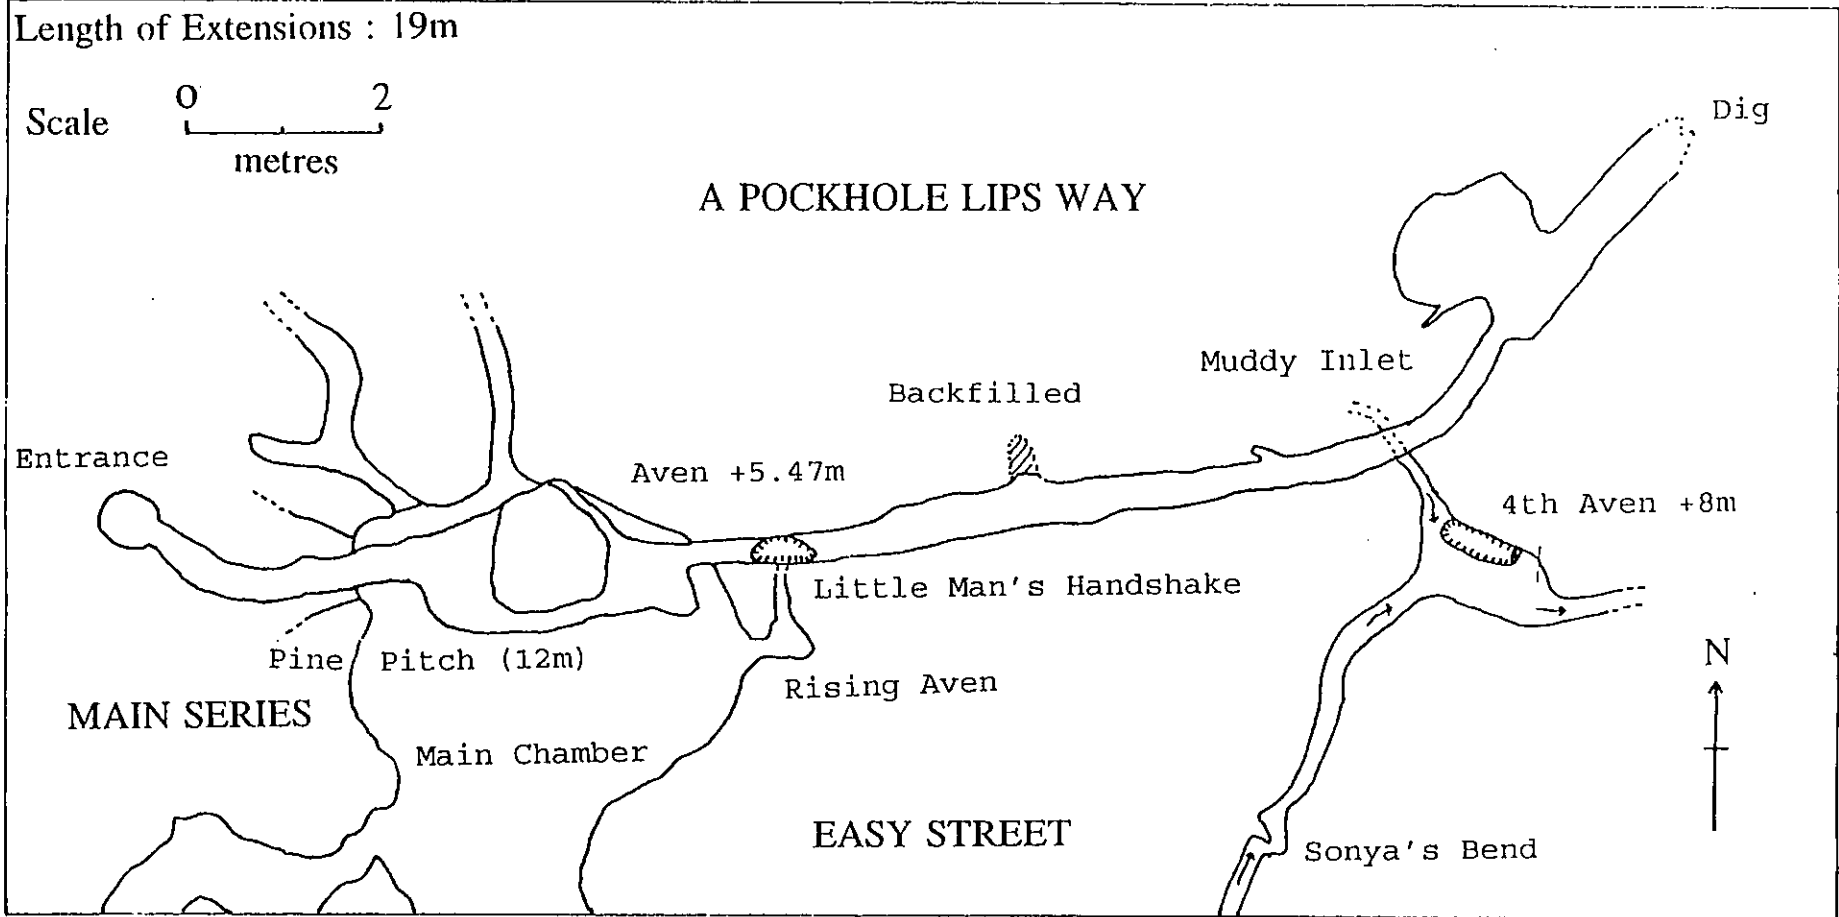 Length of Extensions : 19m
0 2
Scale
metres
Dig
A POCKHOLE LIPS WAY
Muddy Inlet
Backfilled
Entrance
Aven +5.47m
4th Aven +8m
Little Man's Handshake
Pine Pitch (12m)
Rising Aven
N
MAIN SERIES
Main Chamber
EASY STREET
Sonya's Bend